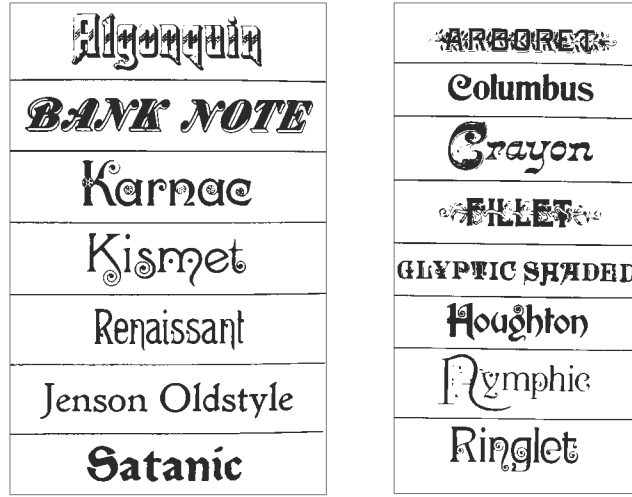 Algonquin
BANK NOTE
Karnac
Kismet
Renaissant
Jenson Oldstyle
Satanic
ARBORET
Columbus
Crayon
FILLET
GLYPTIC SHADED
Houghton
Nymphic
Ringlet